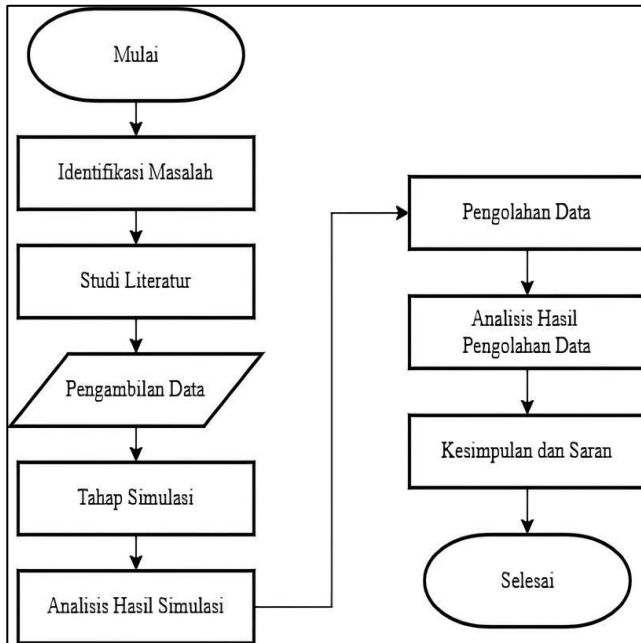 Mulai
Identifikasi Masalah
Studi Literatur
Pengambilan Data
Tahap Simulasi
Analisis Hasil Simulasi
Pengolahan Data
Analisis Hasil
Pengolahan Data
Kesimpulan dan Saran
Selesai